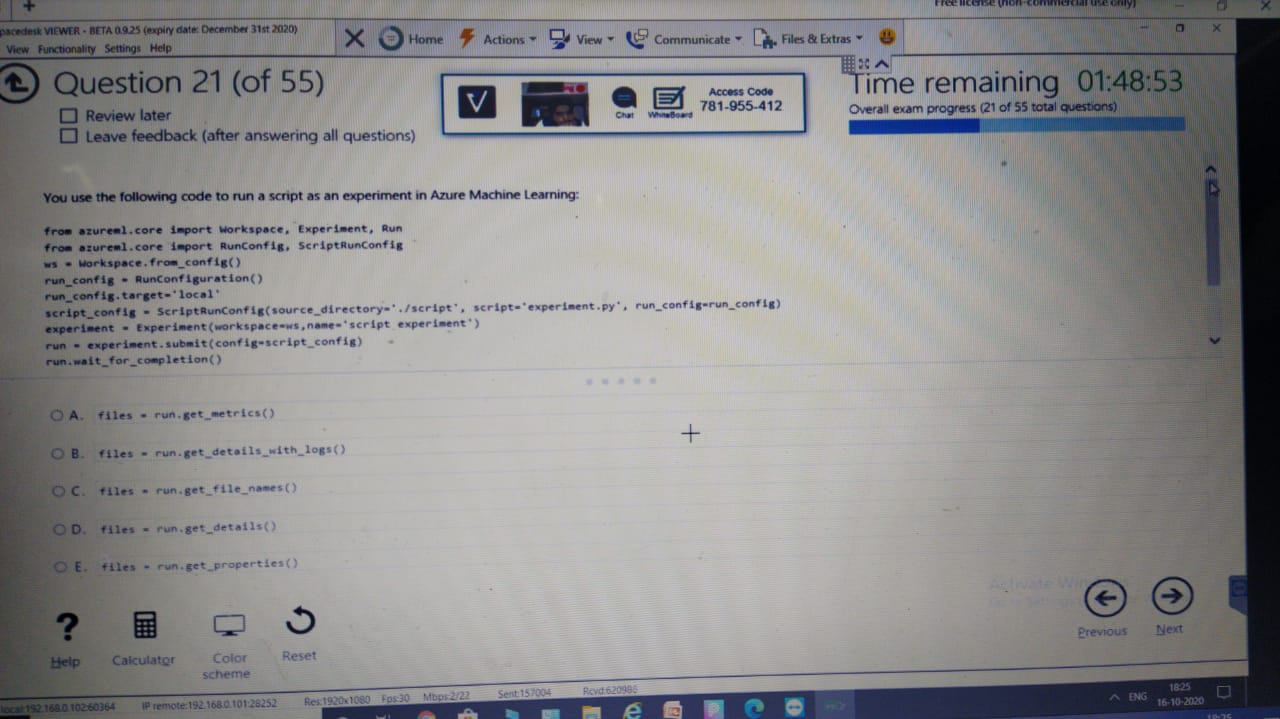 Free license (non-commercial use only)
pacedesk VIEWER - BETA 0.9.25 (expiry date: December 31st 2020)
View Functionality Settings Help
Home Actions View Communicate Files & Extras
Question 21 (of 55)
Review later
Leave feedback (after answering all questions)
V
Chat
WhiteBoard
Access Code
781-955-412
Time remaining 01:48:53
Overall exam progress (21 of 55 total questions)
You use the following code to run a script as an experiment in Azure Machine Learning:
from azureml.core import Workspace, Experiment, Run
from azureml.core import RunConfig, ScriptRunConfig
ws = Workspace.from_config()
run_config = RunConfiguration()
run_config.target='local'
script_config = ScriptRunConfig(source_directory='./script', script='experiment.py', run_config=run_config)
experiment = Experiment(workspace=ws,name='script experiment')
run = experiment.submit(config=script_config)
run.wait_for_completion()
A. files = run.get_metrics()
B. files = run.get_details_with_logs()
C. files = run.get_file_names()
D. files = run.get_details()
E. files = run.get_properties()
Activate
Help
Calculator
Color
scheme
Reset
Previous
Next
local:192.168.0.102:60364 IP remote:192.168.0.101:28252 Res:1920x1080 Fps:30 Mbps:2/22 Sent:157004 Rcvd:620986
ENG
18:25
16-10-2020
18:25